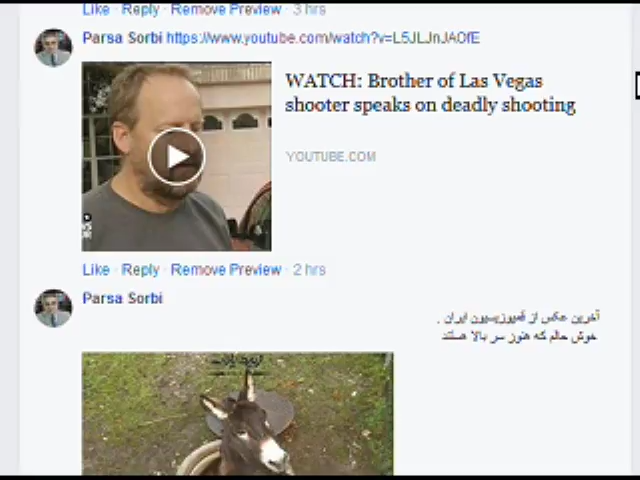 Like · Reply · Remove Preview · 3 hrs
Parsa Sorbi https://www.youtube.com/watch?v=L5JLJnJAOfE
WATCH: Brother of Las Vegas
shooter speaks on deadly shooting
YOUTUBE.COM
Like · Reply · Remove Preview · 2 hrs
Parsa Sorbi
آخرین عکس از قمپوزیسیون ایران .
خوش حالم که هنوز سر بالا هستند